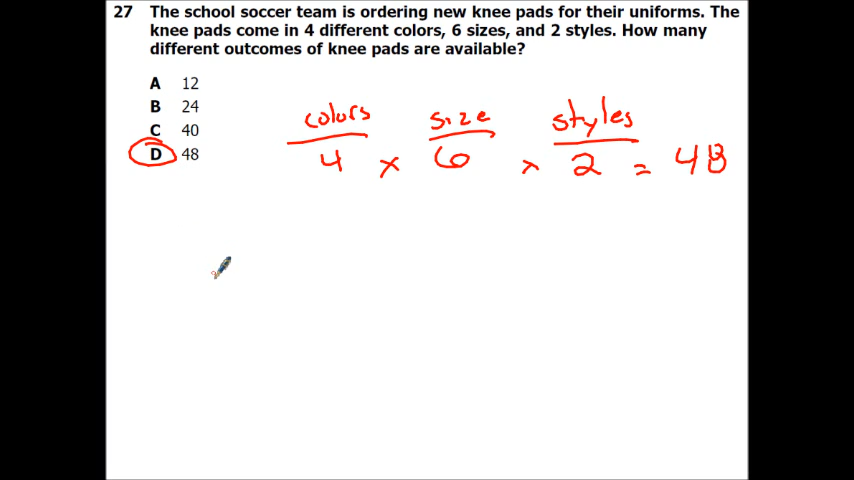 27 The school soccer team is ordering new knee pads for their uniforms. The
knee pads come in 4 different colors, 6 sizes, and 2 styles. How many
different outcomes of knee pads are available?
A 12
B 24
C 40
D 48
colors size styles
4 × 6 × 2 = 48